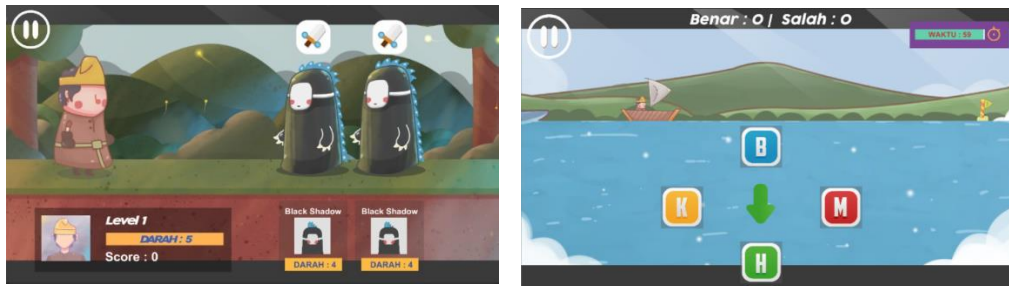 Level 1
DARAH : 5
Score : 0
Black Shadow
DARAH : 4
Black Shadow
DARAH : 4
Benar : 0 | Salah : 0
WAKTU : 59
B
K
M
H